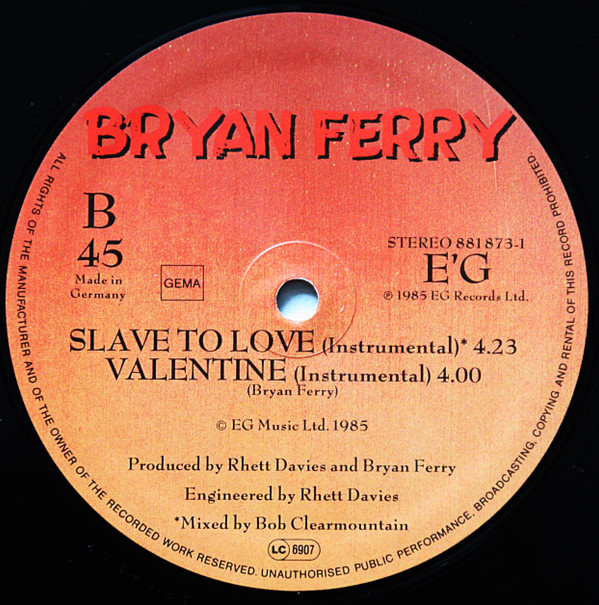 BRYAN FERRY
B
45
Made in
Germany
GEMA
STEREO 881 873-1
E'G
℗ 1985 EG Records Ltd.
SLAVE TO LOVE (Instrumental)* 4.23
VALENTINE (Instrumental) 4.00
(Bryan Ferry)
© EG Music Ltd. 1985
Produced by Rhett Davies and Bryan Ferry
Engineered by Rhett Davies
*Mixed by Bob Clearmountain
LC 6907
ALL RIGHTS OF THE MANUFACTURER AND OF THE OWNER OF THE RECORDED WORK RESERVED. UNAUTHORISED PUBLIC PERFORMANCE, BROADCASTING, COPYING AND RENTAL OF THIS RECORD PROHIBITED.